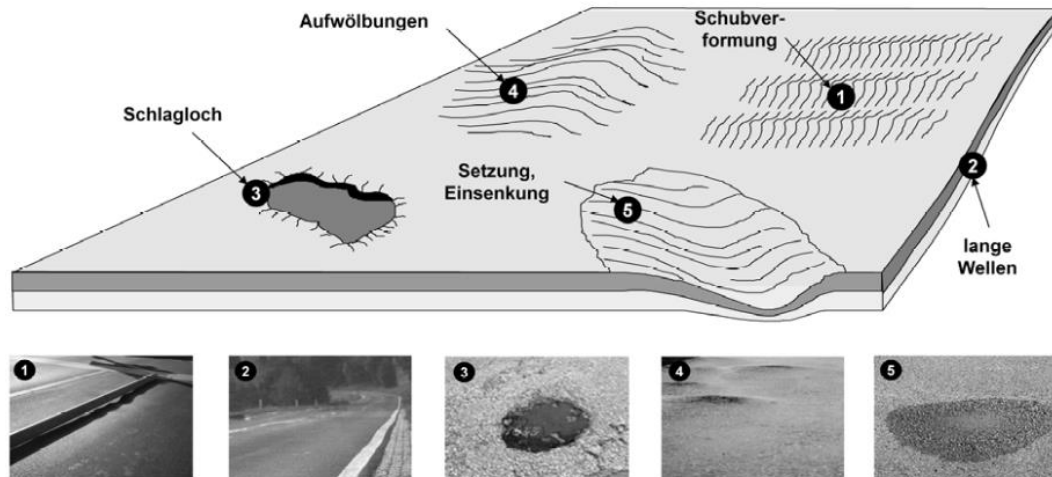 Aufwölbungen
4
Schubver-
formung
1
Schlagloch
3
Setzung,
Einsenkung
5
2
lange
Wellen
1
2
3
4
5